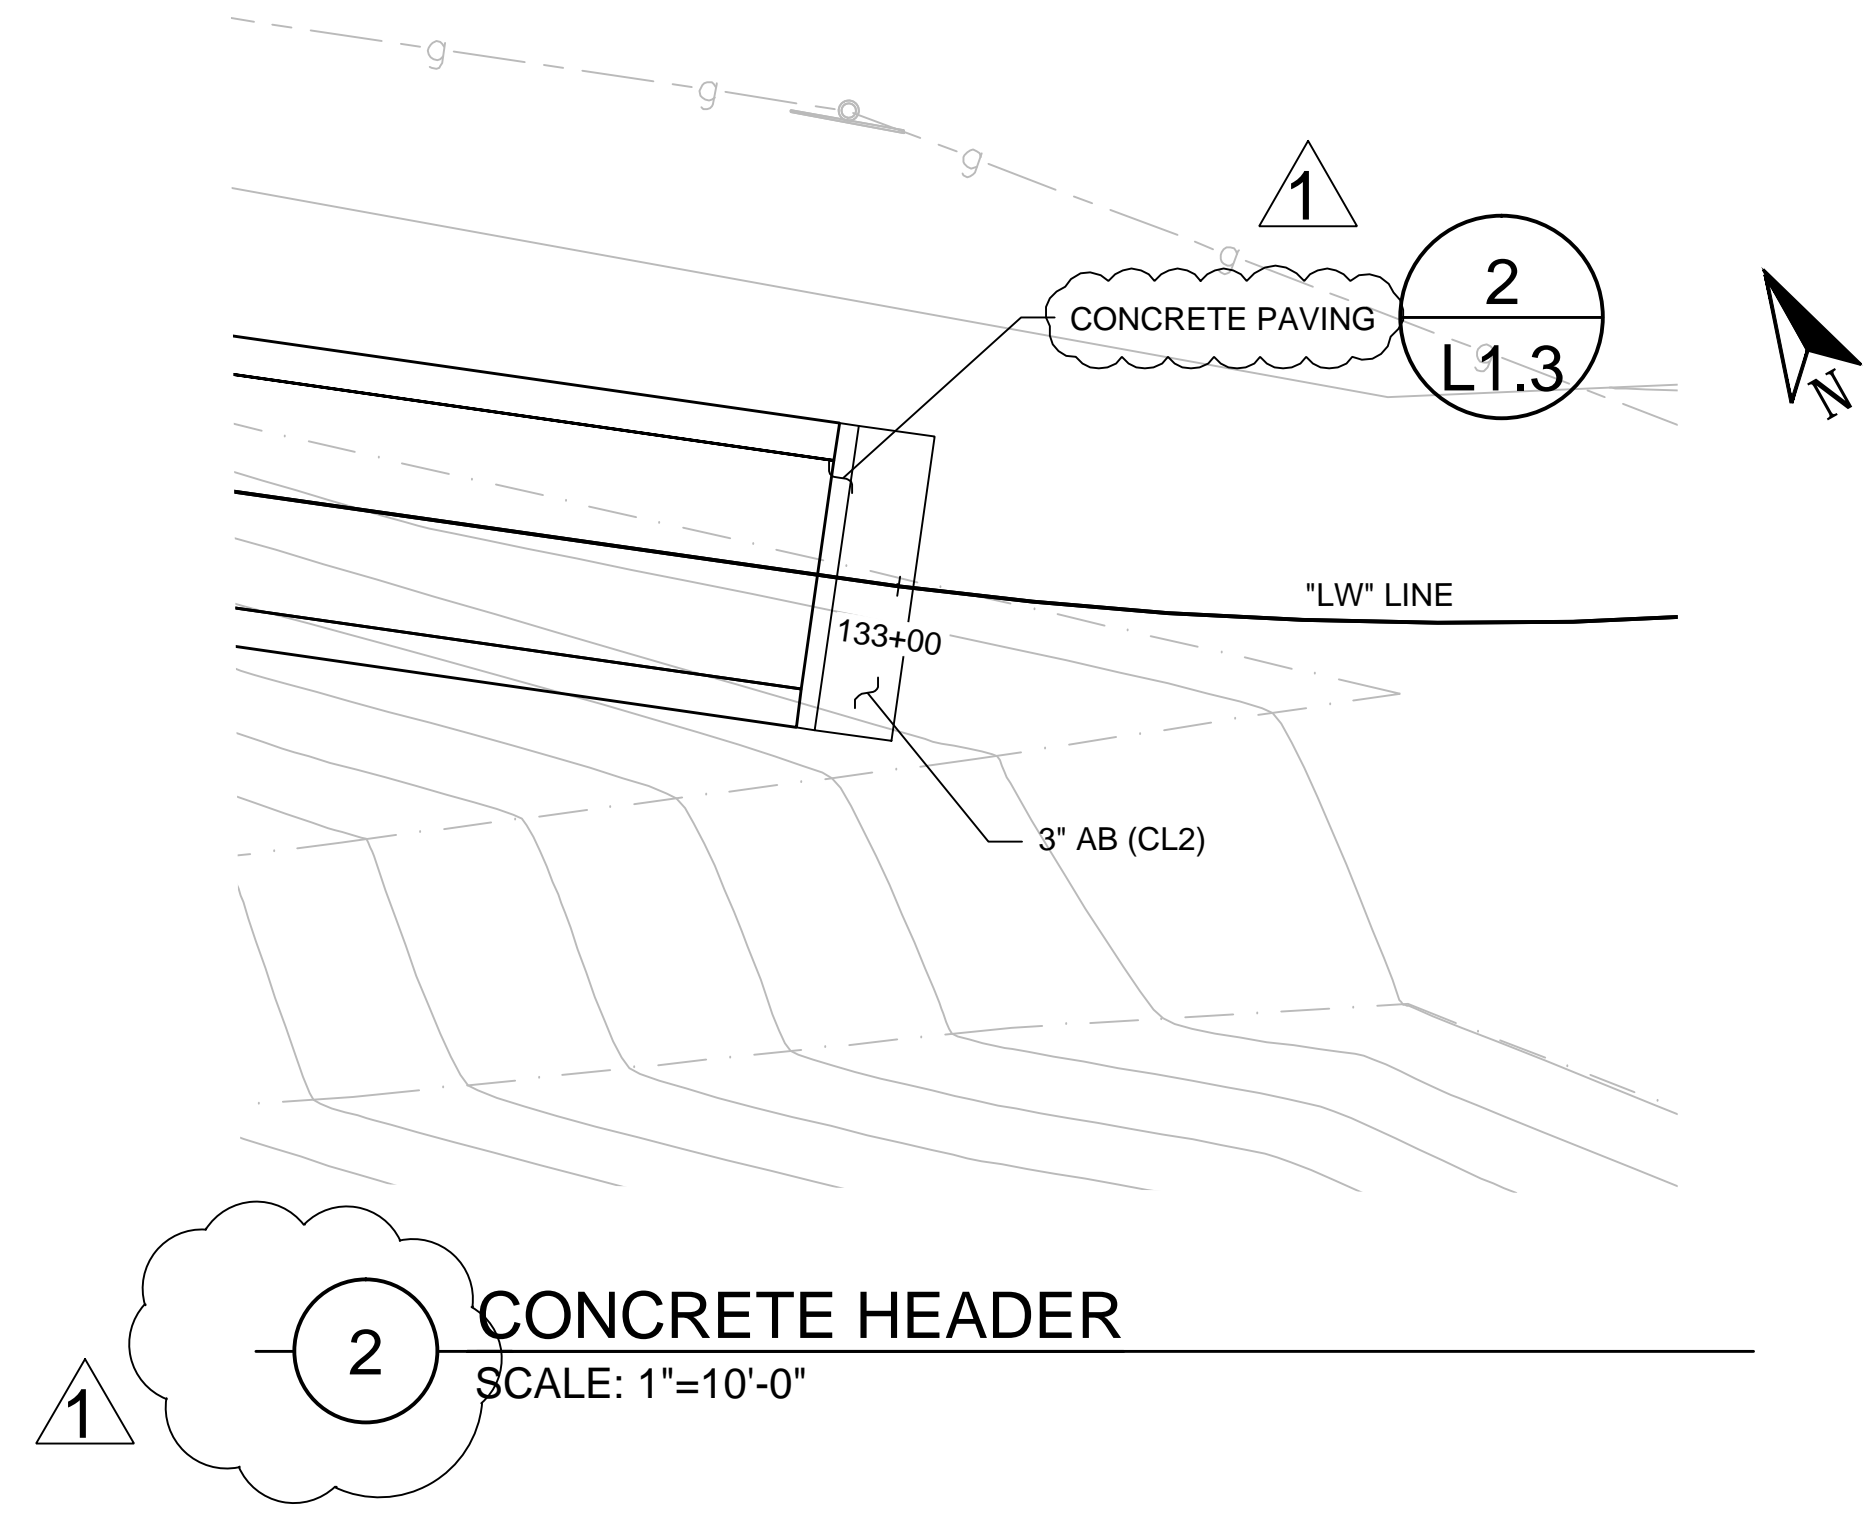 g
g
g
g
1
2
CONCRETE PAVING
g
L1.3
N
"LW" LINE
133+00
3" AB (CL2)
CONCRETE HEADER
2
SCALE: 1"=10'-0"
1